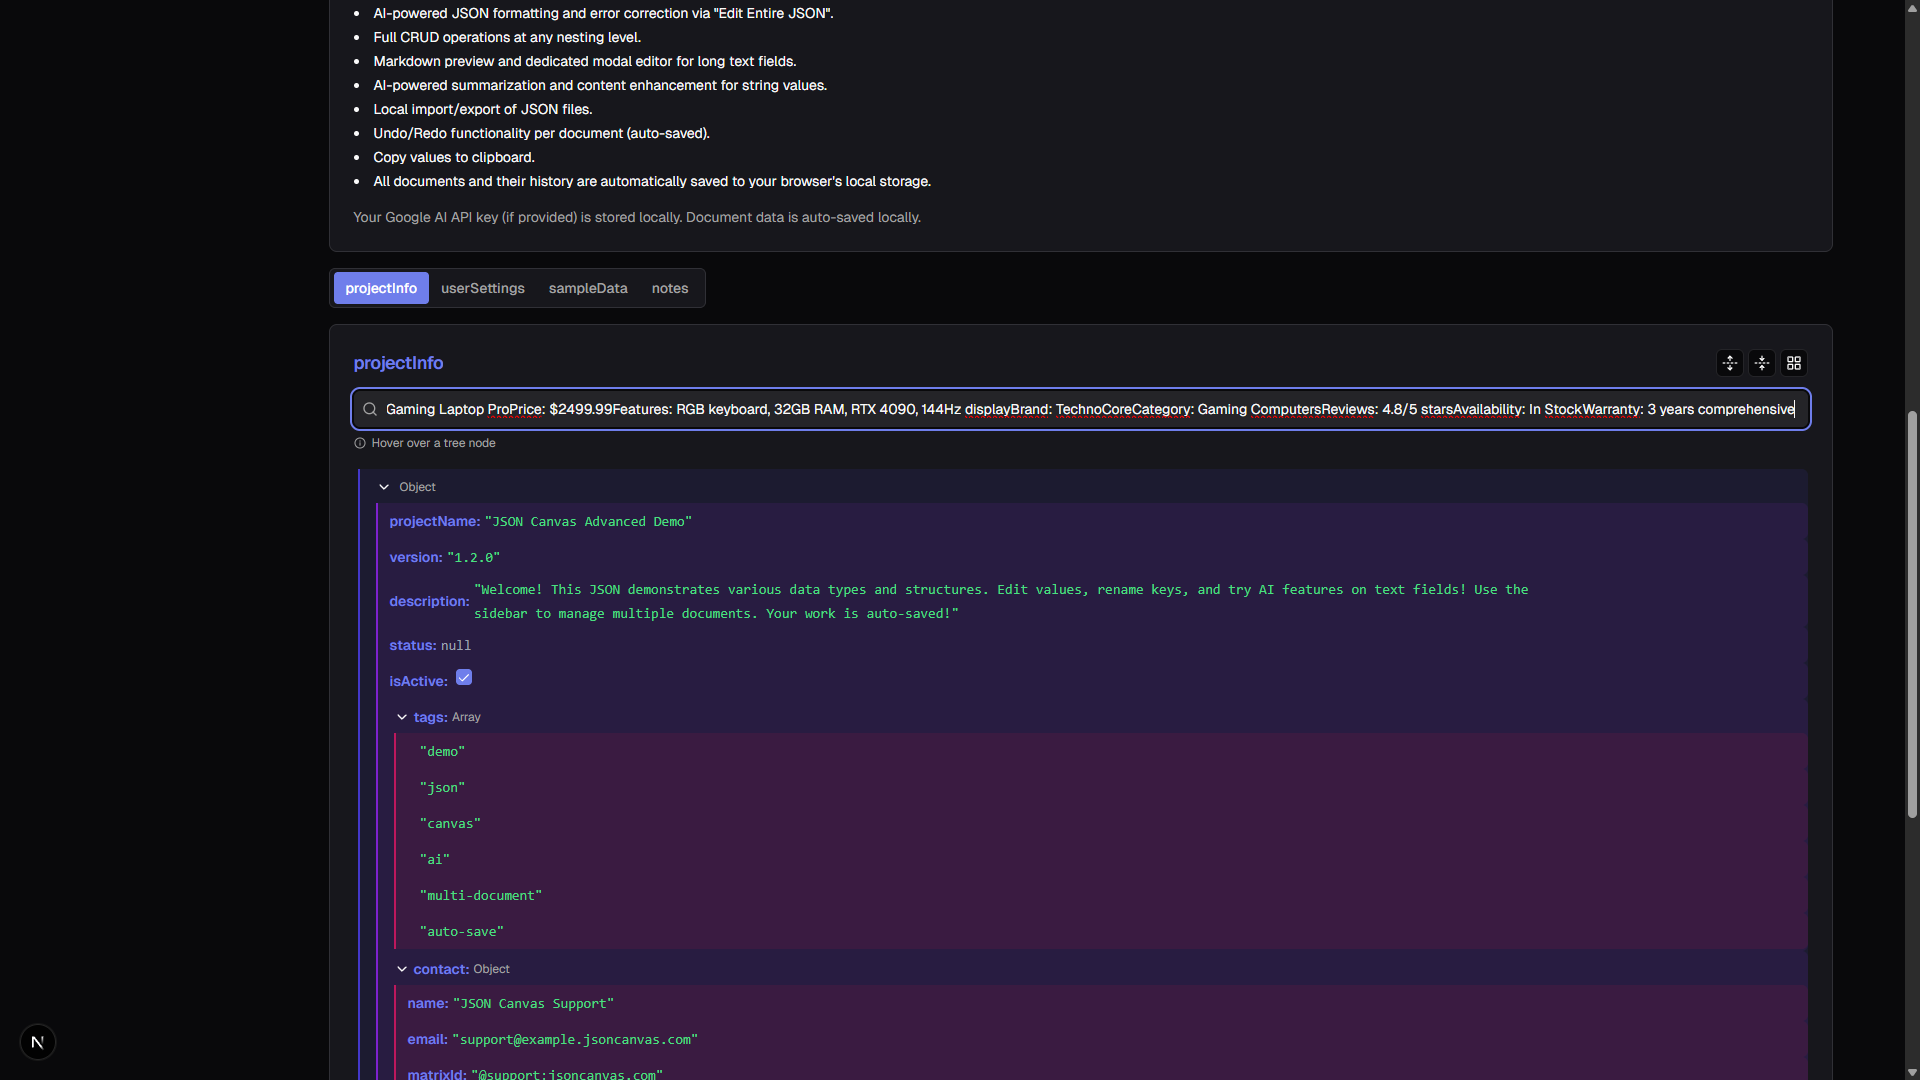 AI-powered JSON formatting and error correction via "Edit Entire JSON".
Full CRUD operations at any nesting level.
Markdown preview and dedicated modal editor for long text fields.
AI-powered summarization and content enhancement for string values.
Local import/export of JSON files.
Undo/Redo functionality per document (auto-saved).
Copy values to clipboard.
All documents and their history are automatically saved to your browser's local storage.
Your Google AI API key (if provided) is stored locally. Document data is auto-saved locally.
projectInfo userSettings sampleData notes
projectInfo
Gaming Laptop ProPrice: $2499.99Features: RGB keyboard, 32GB RAM, RTX 4090, 144Hz displayBrand: TechnoCoreCategory: Gaming ComputersReviews: 4.8/5 starsAvailability: In StockWarranty: 3 years comprehensive
Hover over a tree node
Object
projectName: "JSON Canvas Advanced Demo"
version: "1.2.0"
description: "Welcome! This JSON demonstrates various data types and structures. Edit values, rename keys, and try AI features on text fields! Use the
sidebar to manage multiple documents. Your work is auto-saved!"
status: null
isActive:
tags: Array
"demo"
"json"
"canvas"
"ai"
"multi-document"
"auto-save"
contact: Object
name: "JSON Canvas Support"
email: "support@example.jsoncanvas.com"
matrixId: "@support:jsoncanvas.com"
N